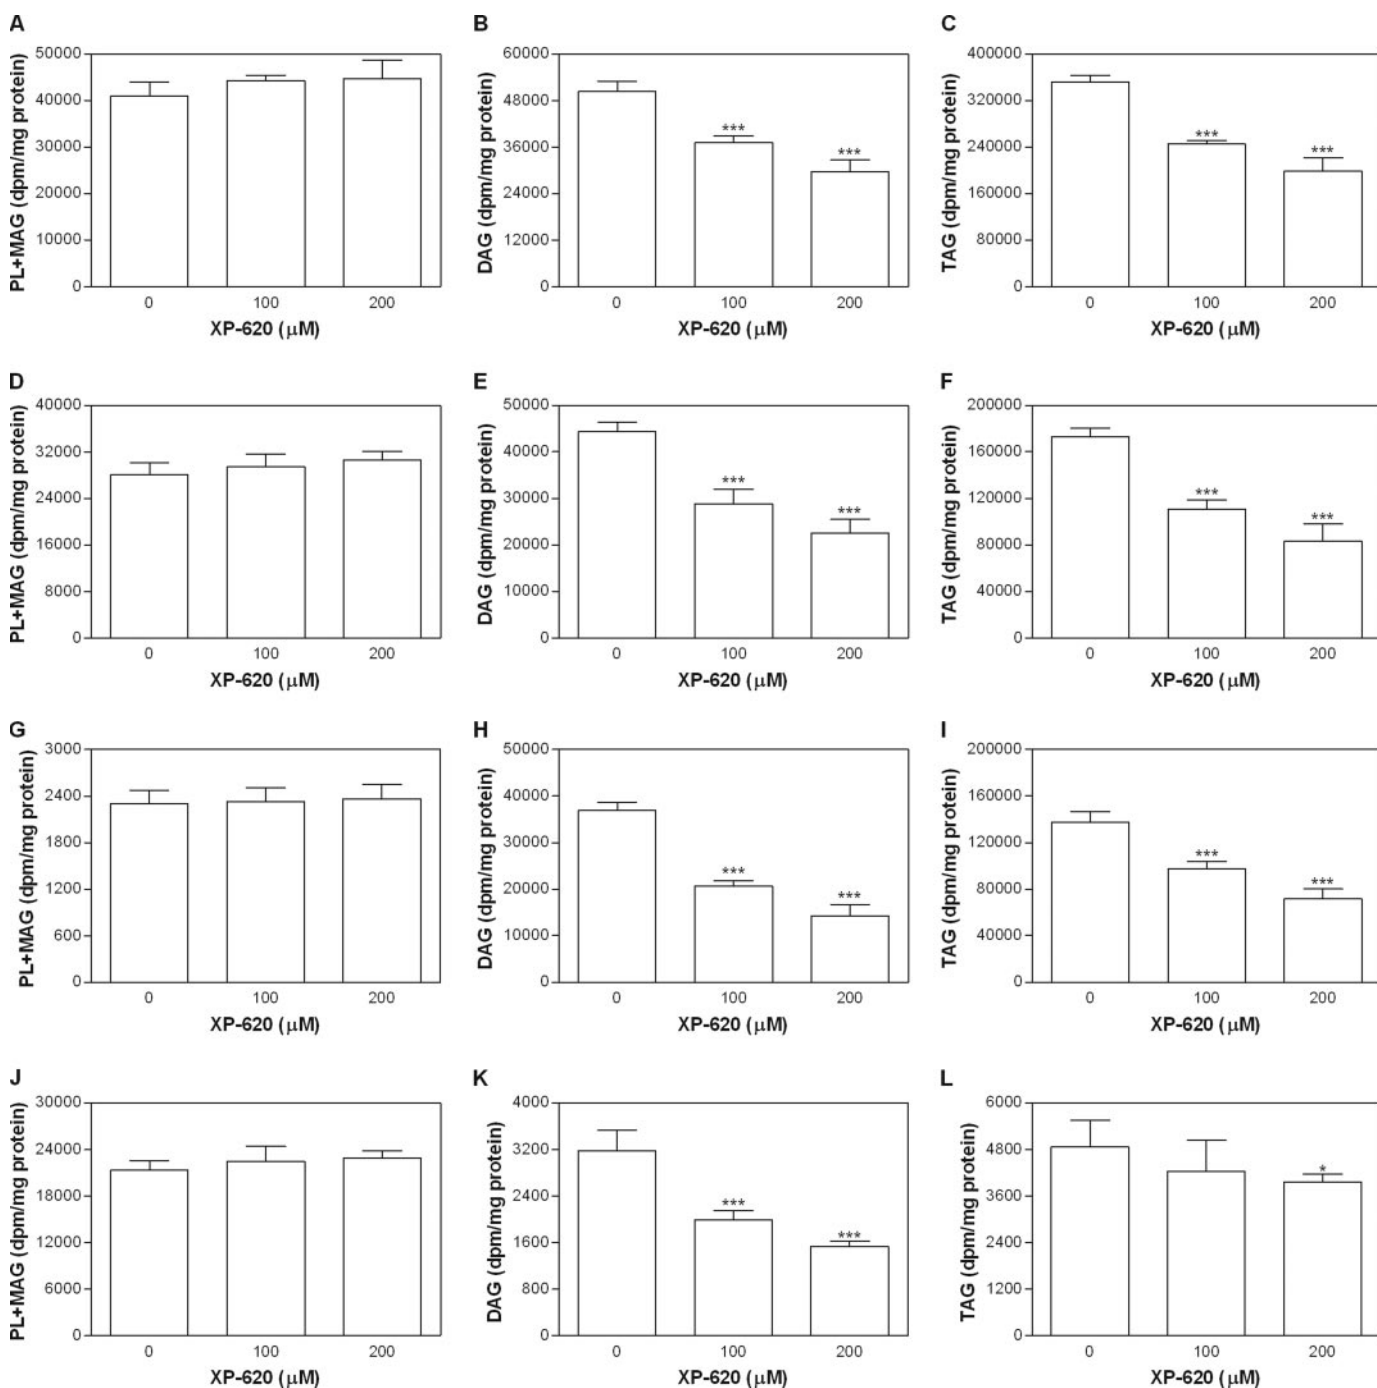 A
PL+MAG (dpm/mg protein)
50000
40000
30000
20000
10000
0
0 100 200
XP-620 (μM)
B
DAG (dpm/mg protein)
60000
48000
36000
24000
12000
0
***
***
0 100 200
XP-620 (μM)
C
TAG (dpm/mg protein)
400000
320000
240000
160000
80000
0
***
***
0 100 200
XP-620 (μM)
D
PL+MAG (dpm/mg protein)
40000
32000
24000
16000
8000
0
0 100 200
XP-620 (μM)
E
DAG (dpm/mg protein)
50000
40000
30000
20000
10000
0
***
***
0 100 200
XP-620 (μM)
F
TAG (dpm/mg protein)
200000
160000
120000
80000
40000
0
***
***
0 100 200
XP-620 (μM)
G
PL+MAG (dpm/mg protein)
3000
2400
1800
1200
600
0
0 100 200
XP-620 (μM)
H
DAG (dpm/mg protein)
50000
40000
30000
20000
10000
0
***
***
0 100 200
XP-620 (μM)
I
TAG (dpm/mg protein)
200000
160000
120000
80000
40000
0
***
***
0 100 200
XP-620 (μM)
J
PL+MAG (dpm/mg protein)
30000
24000
18000
12000
6000
0
0 100 200
XP-620 (μM)
K
DAG (dpm/mg protein)
4000
3200
2400
1600
800
0
***
***
0 100 200
XP-620 (μM)
L
TAG (dpm/mg protein)
6000
4800
3600
2400
1200
0
*
0 100 200
XP-620 (μM)